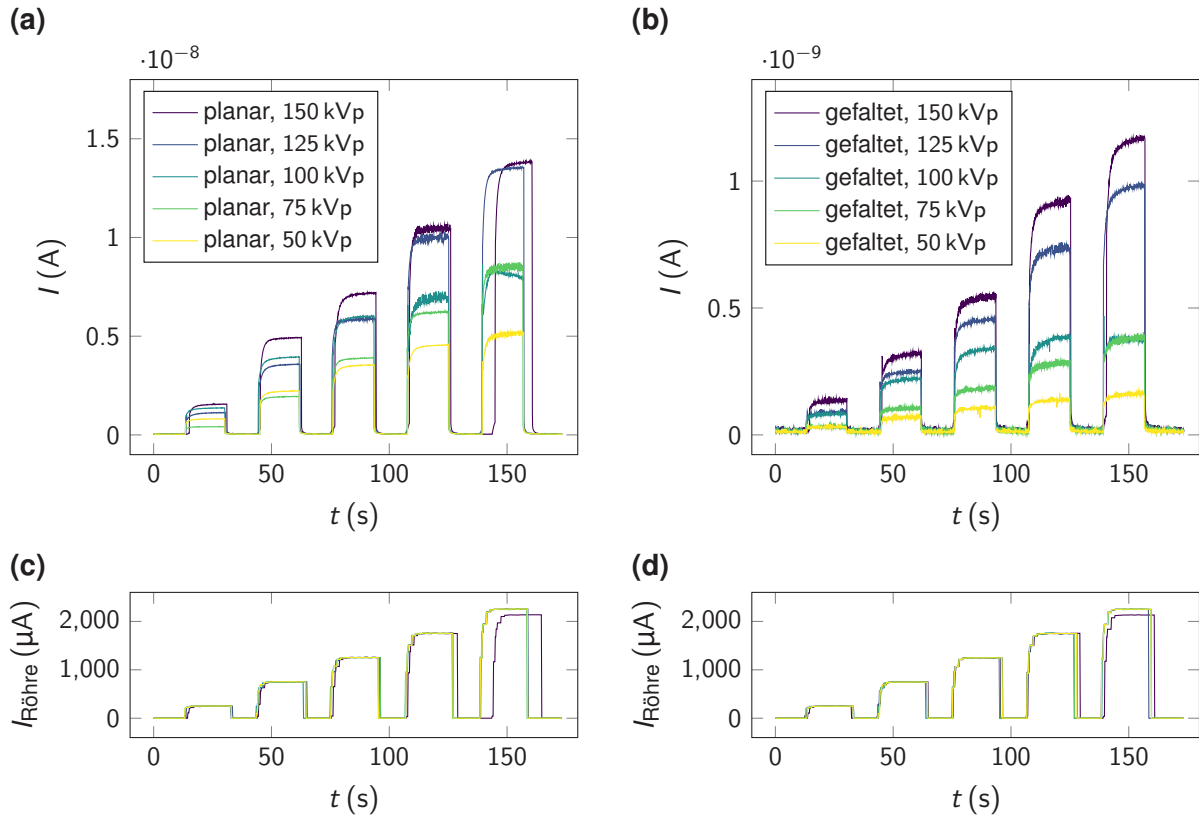 (a)
·10⁻⁸
1.5
1
0.5
0
I (A)
planar, 150 kVp
planar, 125 kVp
planar, 100 kVp
planar, 75 kVp
planar, 50 kVp
0 50 100 150
t (s)
(b)
·10⁻⁹
1
0.5
0
I (A)
gefaltet, 150 kVp
gefaltet, 125 kVp
gefaltet, 100 kVp
gefaltet, 75 kVp
gefaltet, 50 kVp
0 50 100 150
t (s)
(c)
2,000
1,000
0
I_Röhre (µA)
0 50 100 150
t (s)
(d)
2,000
1,000
0
I_Röhre (µA)
0 50 100 150
t (s)